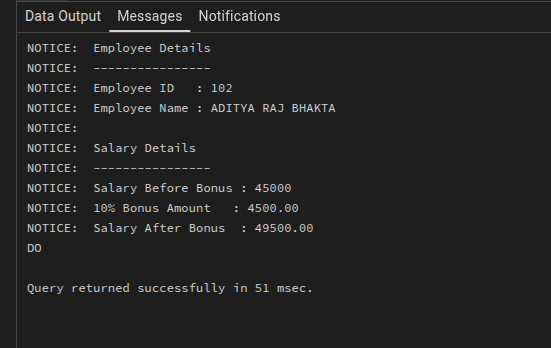 Data Output Messages Notifications
NOTICE:  Employee Details
NOTICE:  ----------------
NOTICE:  Employee ID   : 102
NOTICE:  Employee Name : ADITYA RAJ BHAKTA
NOTICE:
NOTICE:  Salary Details
NOTICE:  ----------------
NOTICE:  Salary Before Bonus : 45000
NOTICE:  10% Bonus Amount   : 4500.00
NOTICE:  Salary After Bonus  : 49500.00
DO
Query returned successfully in 51 msec.